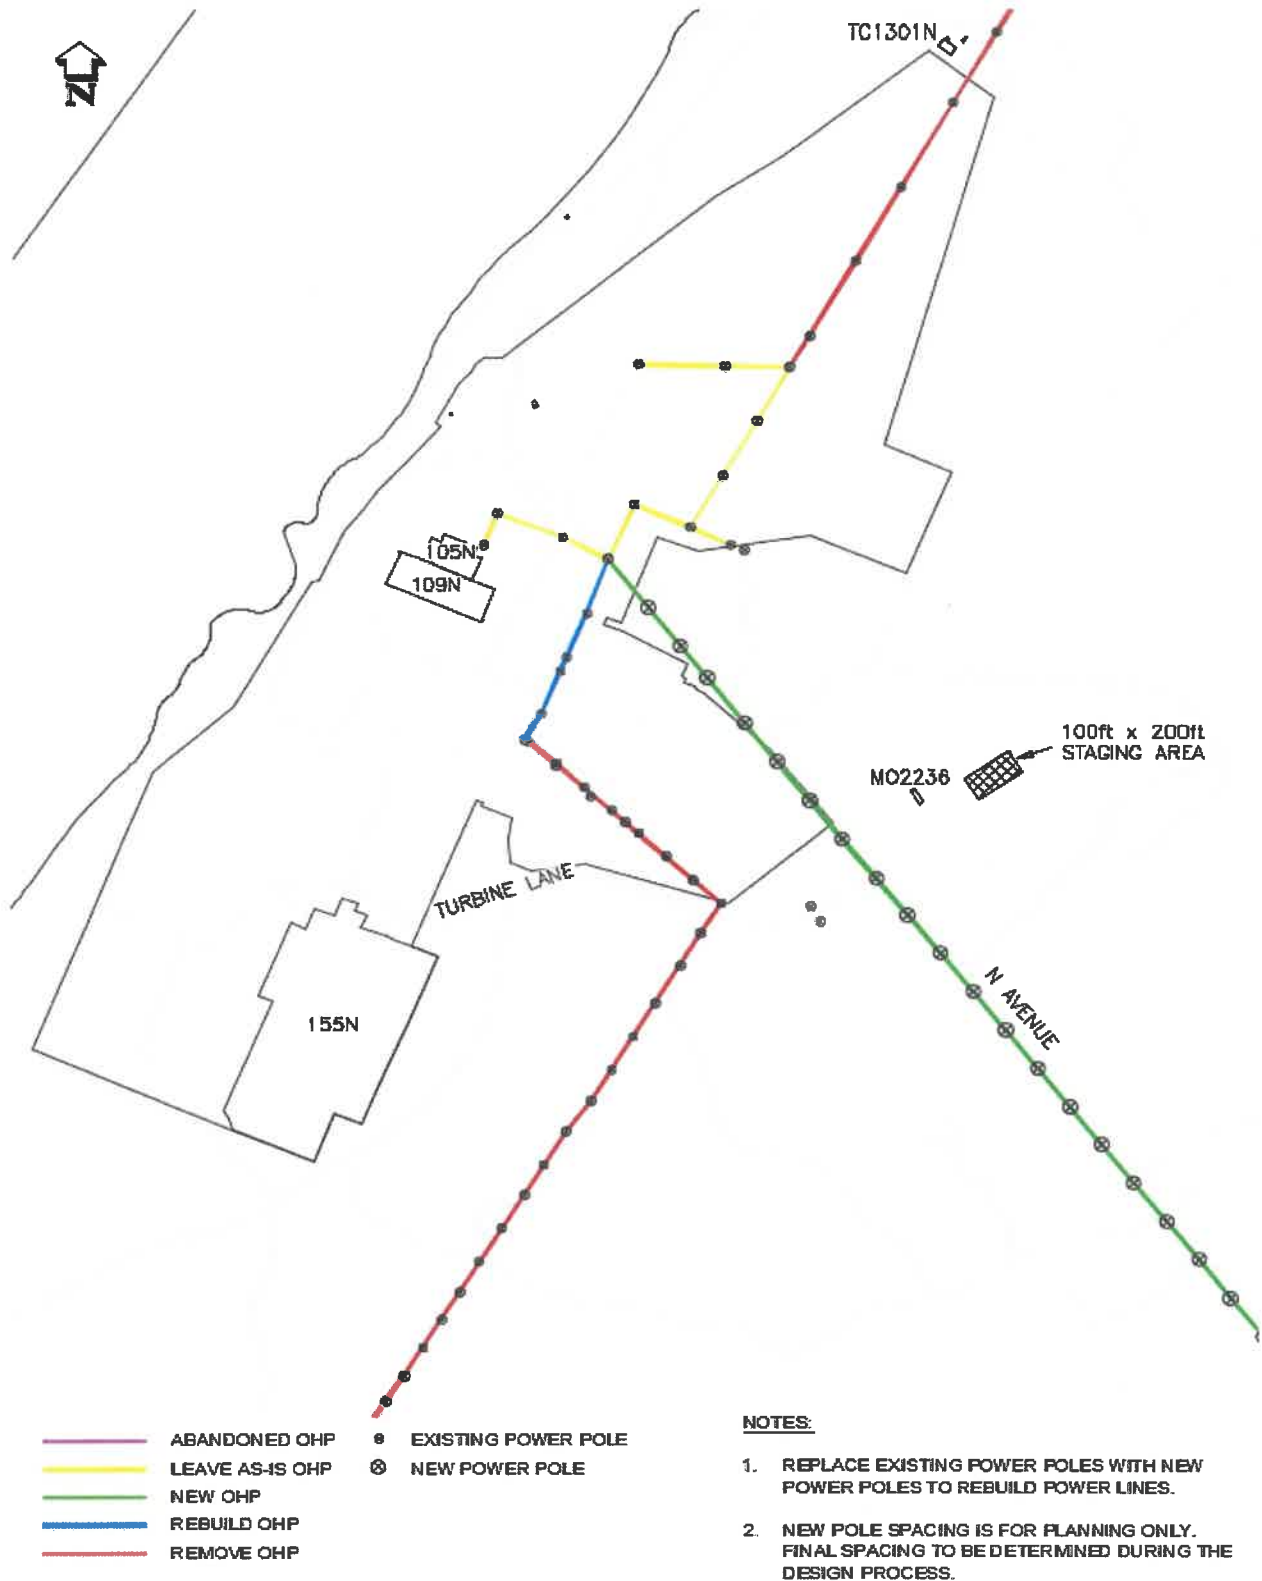 TC1301N
N
105N
109N
100ft x 200ft
STAGING AREA
MO2236
TURBINE LANE
N AVENUE
155N
ABANDONED OHP
LEAVE AS-IS OHP
NEW OHP
REBUILD OHP
REMOVE OHP
EXISTING POWER POLE
NEW POWER POLE
NOTES:
1. REPLACE EXISTING POWER POLES WITH NEW
POWER POLES TO REBUILD POWER LINES.
2. NEW POLE SPACING IS FOR PLANNING ONLY.
FINAL SPACING TO BE DETERMINED DURING THE
DESIGN PROCESS.